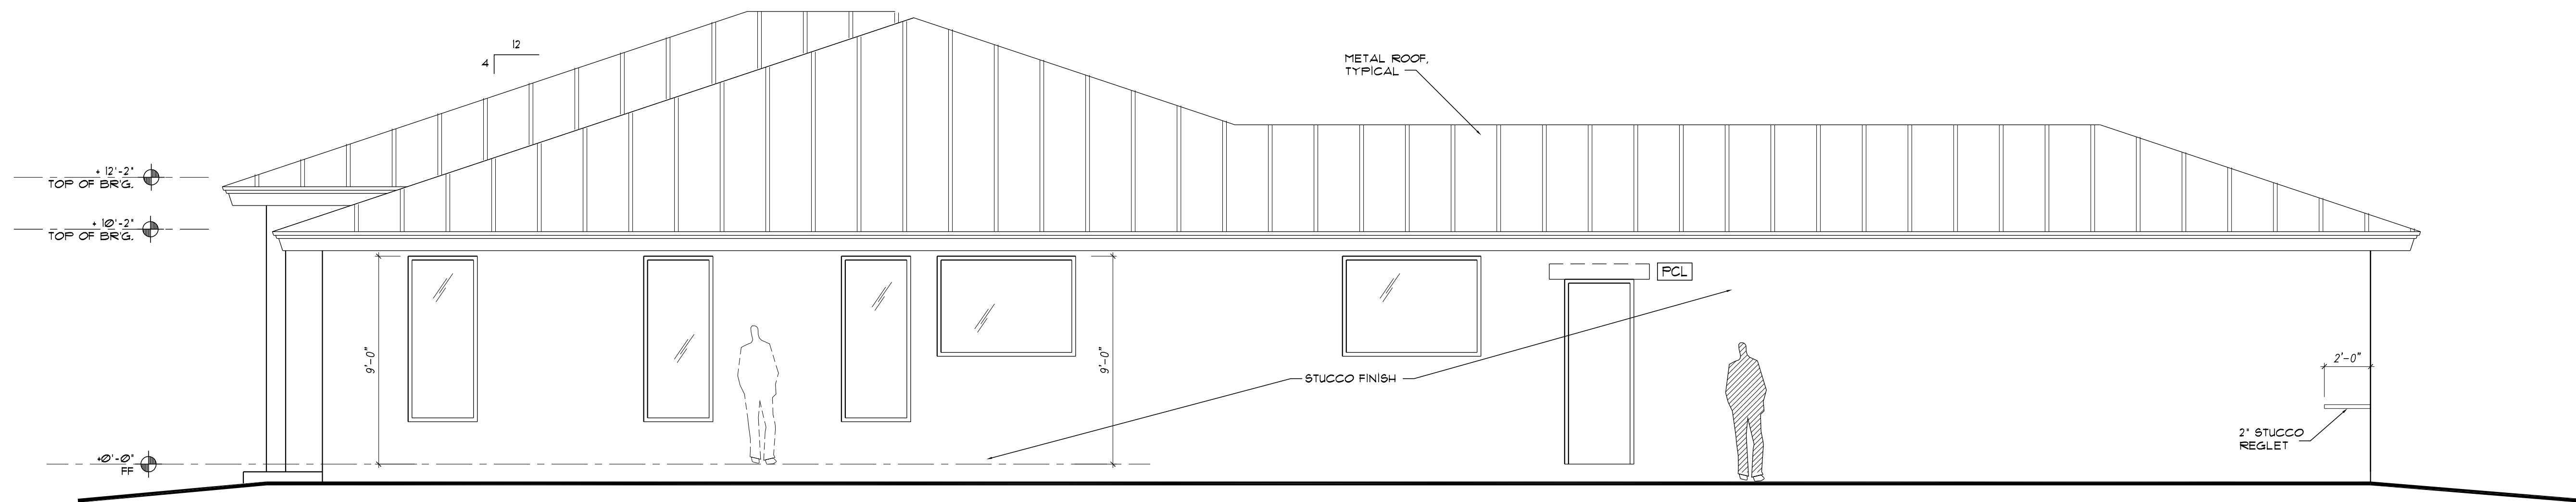 12
4
METAL ROOF,
TYPICAL
+ 12'-2"
TOP OF BR'G.
+ 10'-2"
TOP OF BR'G.
PCL
9'-0"
9'-0"
2'-0"
STUCCO FINISH
2" STUCCO
REGLET
+0'-0"
FF